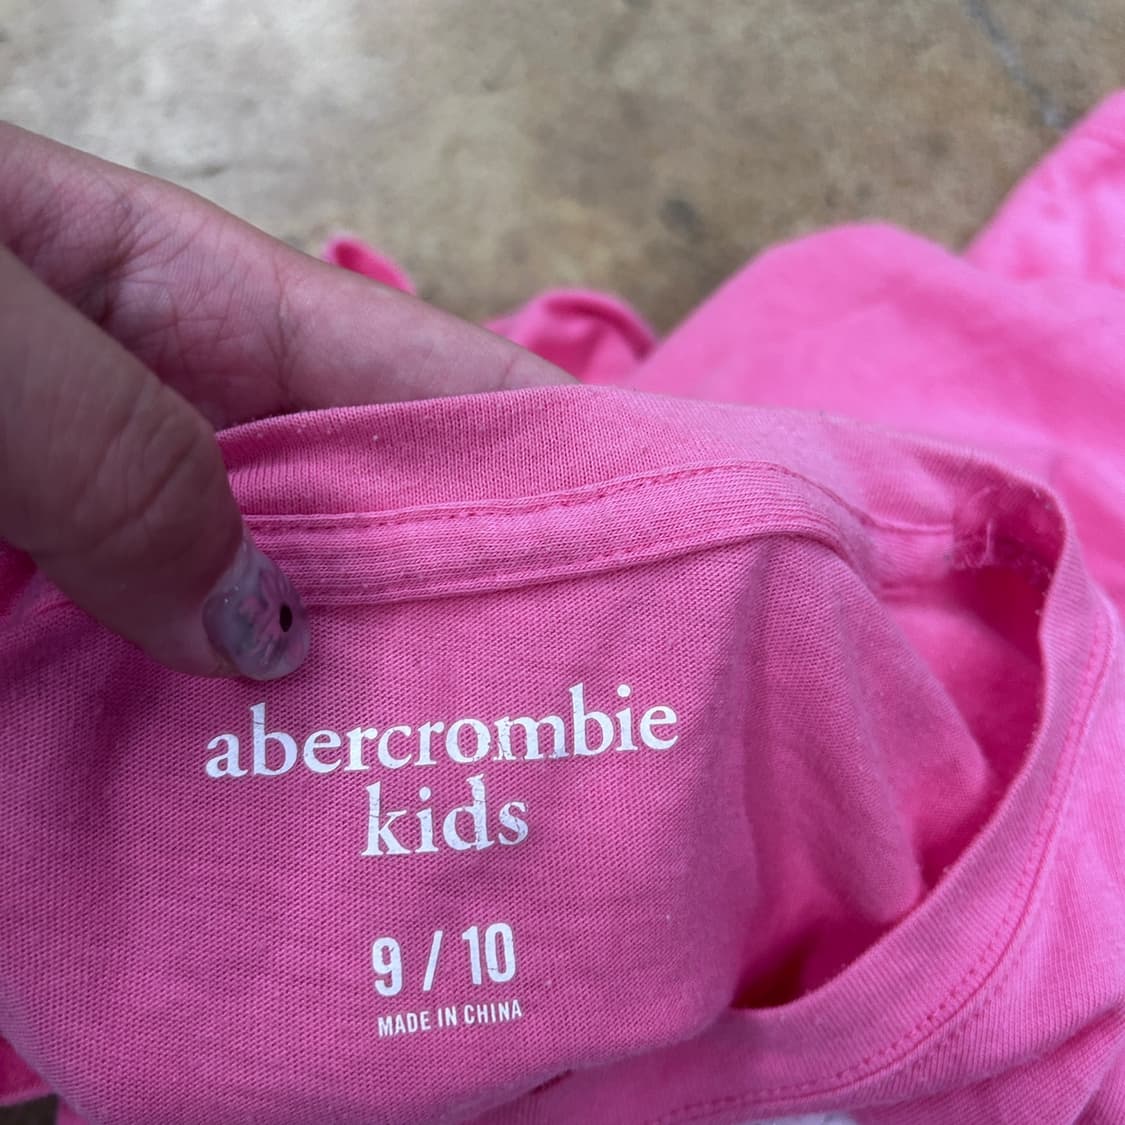 abercrombie
kids
9 / 10
MADE IN CHINA